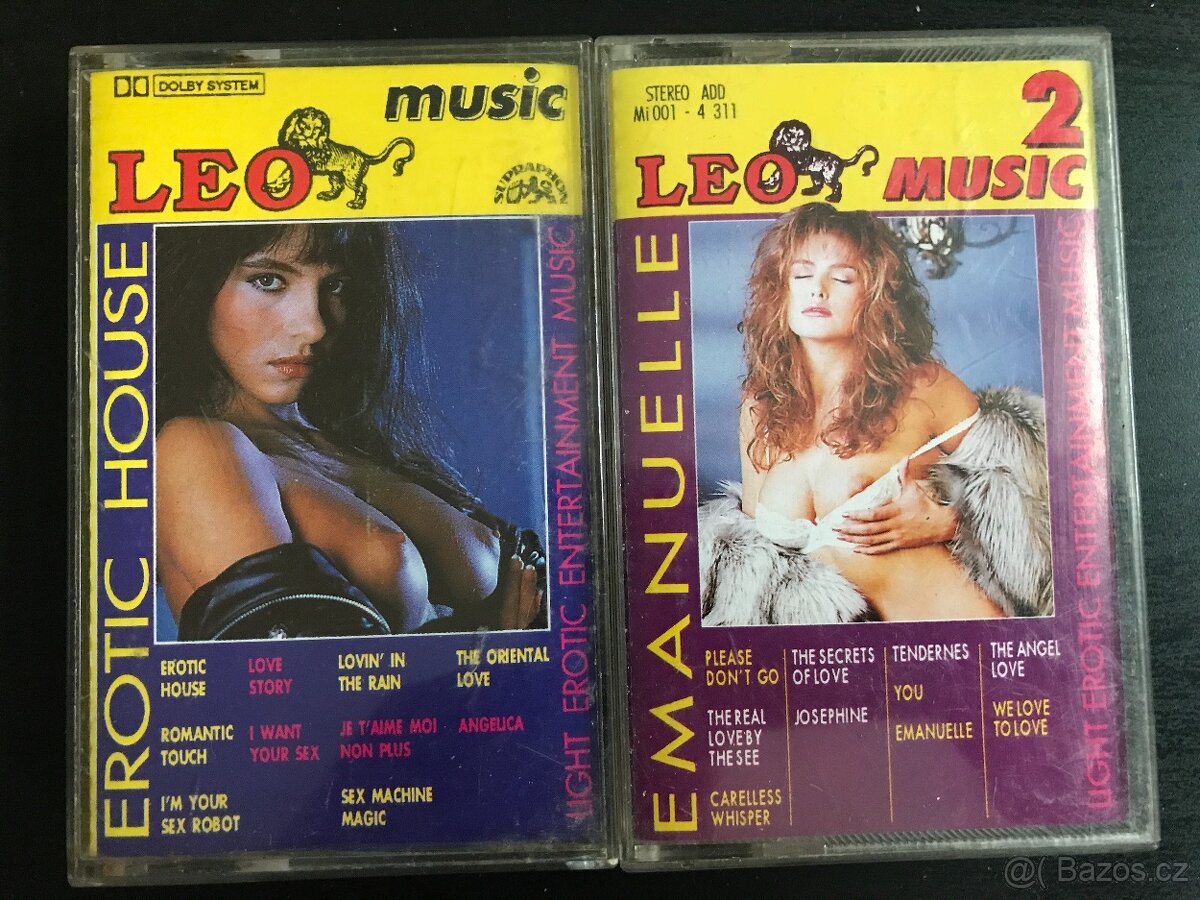 DOLBY SYSTEM
music
LEO
SUPRAPHON
EROTIC HOUSE
LIGHT EROTIC ENTERTAINMENT MUSIC
EROTIC
HOUSE
ROMANTIC
TOUCH
I'M YOUR
SEX ROBOT
LOVE
STORY
I WANT
YOUR SEX
LOVIN' IN
THE RAIN
JE T'AIME MOI
NON PLUS
SEX MACHINE
MAGIC
THE ORIENTAL
LOVE
ANGELICA
STEREO ADD
Mi 001 - 4 311
2
LEO MUSIC
EMANUELLE
LIGHT EROTIC ENTERTAINMENT MUSIC
PLEASE
DON'T GO
THE REAL
LOVE BY
THE SEE
CARELLESS
WHISPER
THE SECRETS
OF LOVE
JOSEPHINE
TENDERNES
YOU
EMANUELLE
THE ANGEL
LOVE
WE LOVE
TO LOVE
@( Bazos.cz